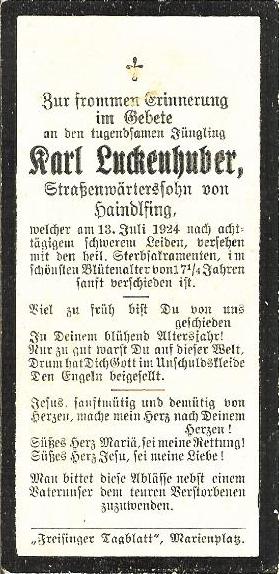 Zur frommen Erinnerung
im Gebete
an den tugendsamen Jüngling
Karl Luckenhuber,
Straßenwärterssohn von
Haindlfing,
welcher am 13. Juli 1924 nach acht-
tägigem schwerem Leiden, versehen
mit den heil. Sterbsakramenten, im
schönsten Blütenalter von 17¼ Jahren
sanft verschieden ist.
Viel zu früh bist Du von uns
geschieden
In Deinem blühend Altersjahr!
Nur zu gut warst Du auf dieser Welt,
Drum hat Dich Gott im Unschuldskleide
Den Engeln beigesellt.
Jesus, sanftmütig und demütig von
Herzen, mache mein Herz nach Deinem
Herzen!
Süßes Herz Mariä, sei meine Rettung!
Süßes Herz Jesu, sei meine Liebe!
Man bittet diese Ablässe nebst einem
Vaterunser dem teuren Verstorbenen
zuzuwenden.
„Freisinger Tagblatt", Marienplatz.